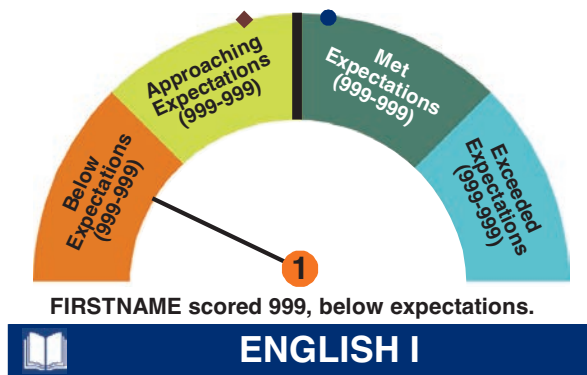 Below
Expectations
(999-999)
Approaching
Expectations
(999-999)
Met
Expectations
(999-999)
Exceeded
Expectations
(999-999)
1
FIRSTNAME scored 999, below expectations.
ENGLISH I